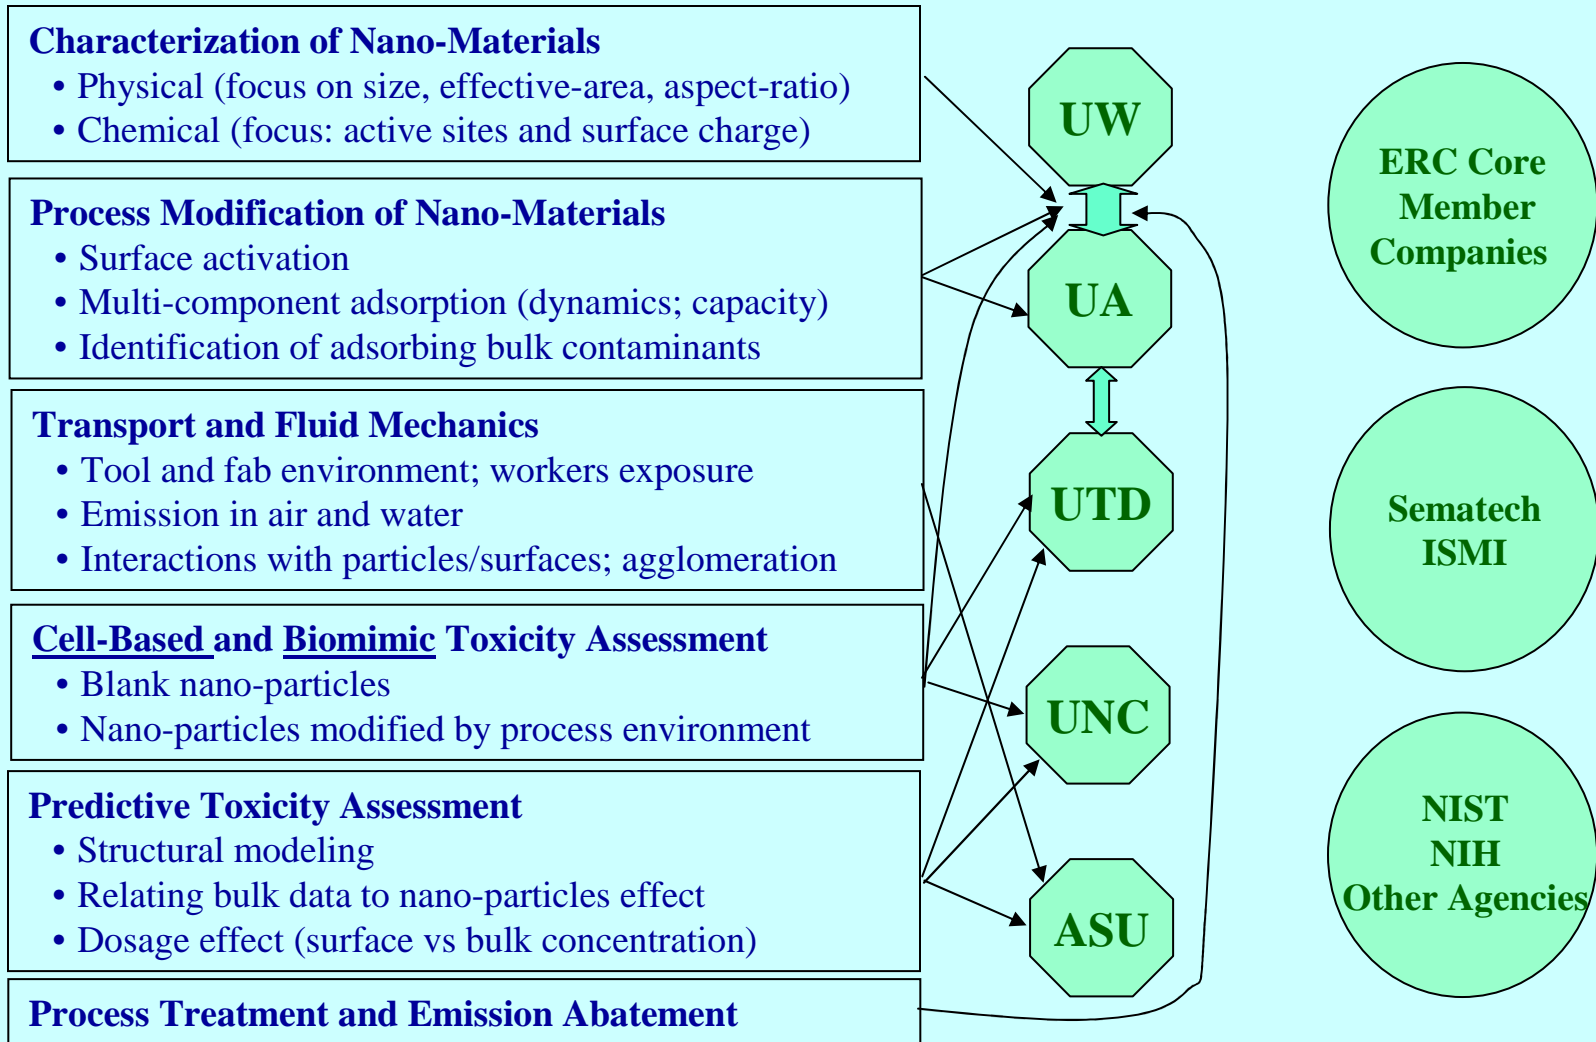 Characterization of Nano-Materials
• Physical (focus on size, effective-area, aspect-ratio)
• Chemical (focus: active sites and surface charge)
Process Modification of Nano-Materials
• Surface activation
• Multi-component adsorption (dynamics; capacity)
• Identification of adsorbing bulk contaminants
Transport and Fluid Mechanics
• Tool and fab environment; workers exposure
• Emission in air and water
• Interactions with particles/surfaces; agglomeration
Cell-Based and Biomimic Toxicity Assessment
• Blank nano-particles
• Nano-particles modified by process environment
Predictive Toxicity Assessment
• Structural modeling
• Relating bulk data to nano-particles effect
• Dosage effect (surface vs bulk concentration)
Process Treatment and Emission Abatement
UW
UA
UTD
UNC
ASU
ERC Core
Member
Companies
Sematech
ISMI
NIST
NIH
Other Agencies